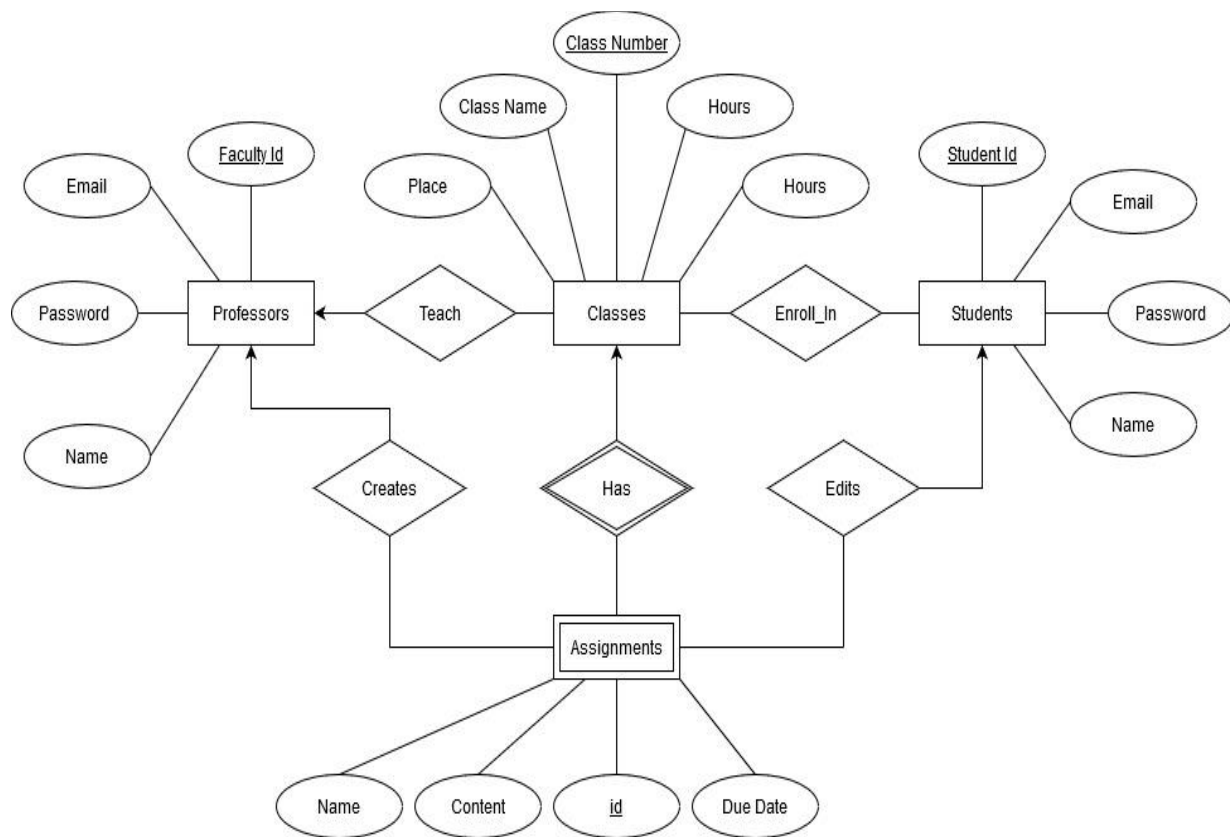 Class Number
Class Name
Hours
Faculty Id
Student Id
Email
Place
Hours
Email
Password
Professors
Teach
Classes
Enroll_In
Students
Password
Name
Name
Creates
Has
Edits
Assignments
Name
Content
id
Due Date